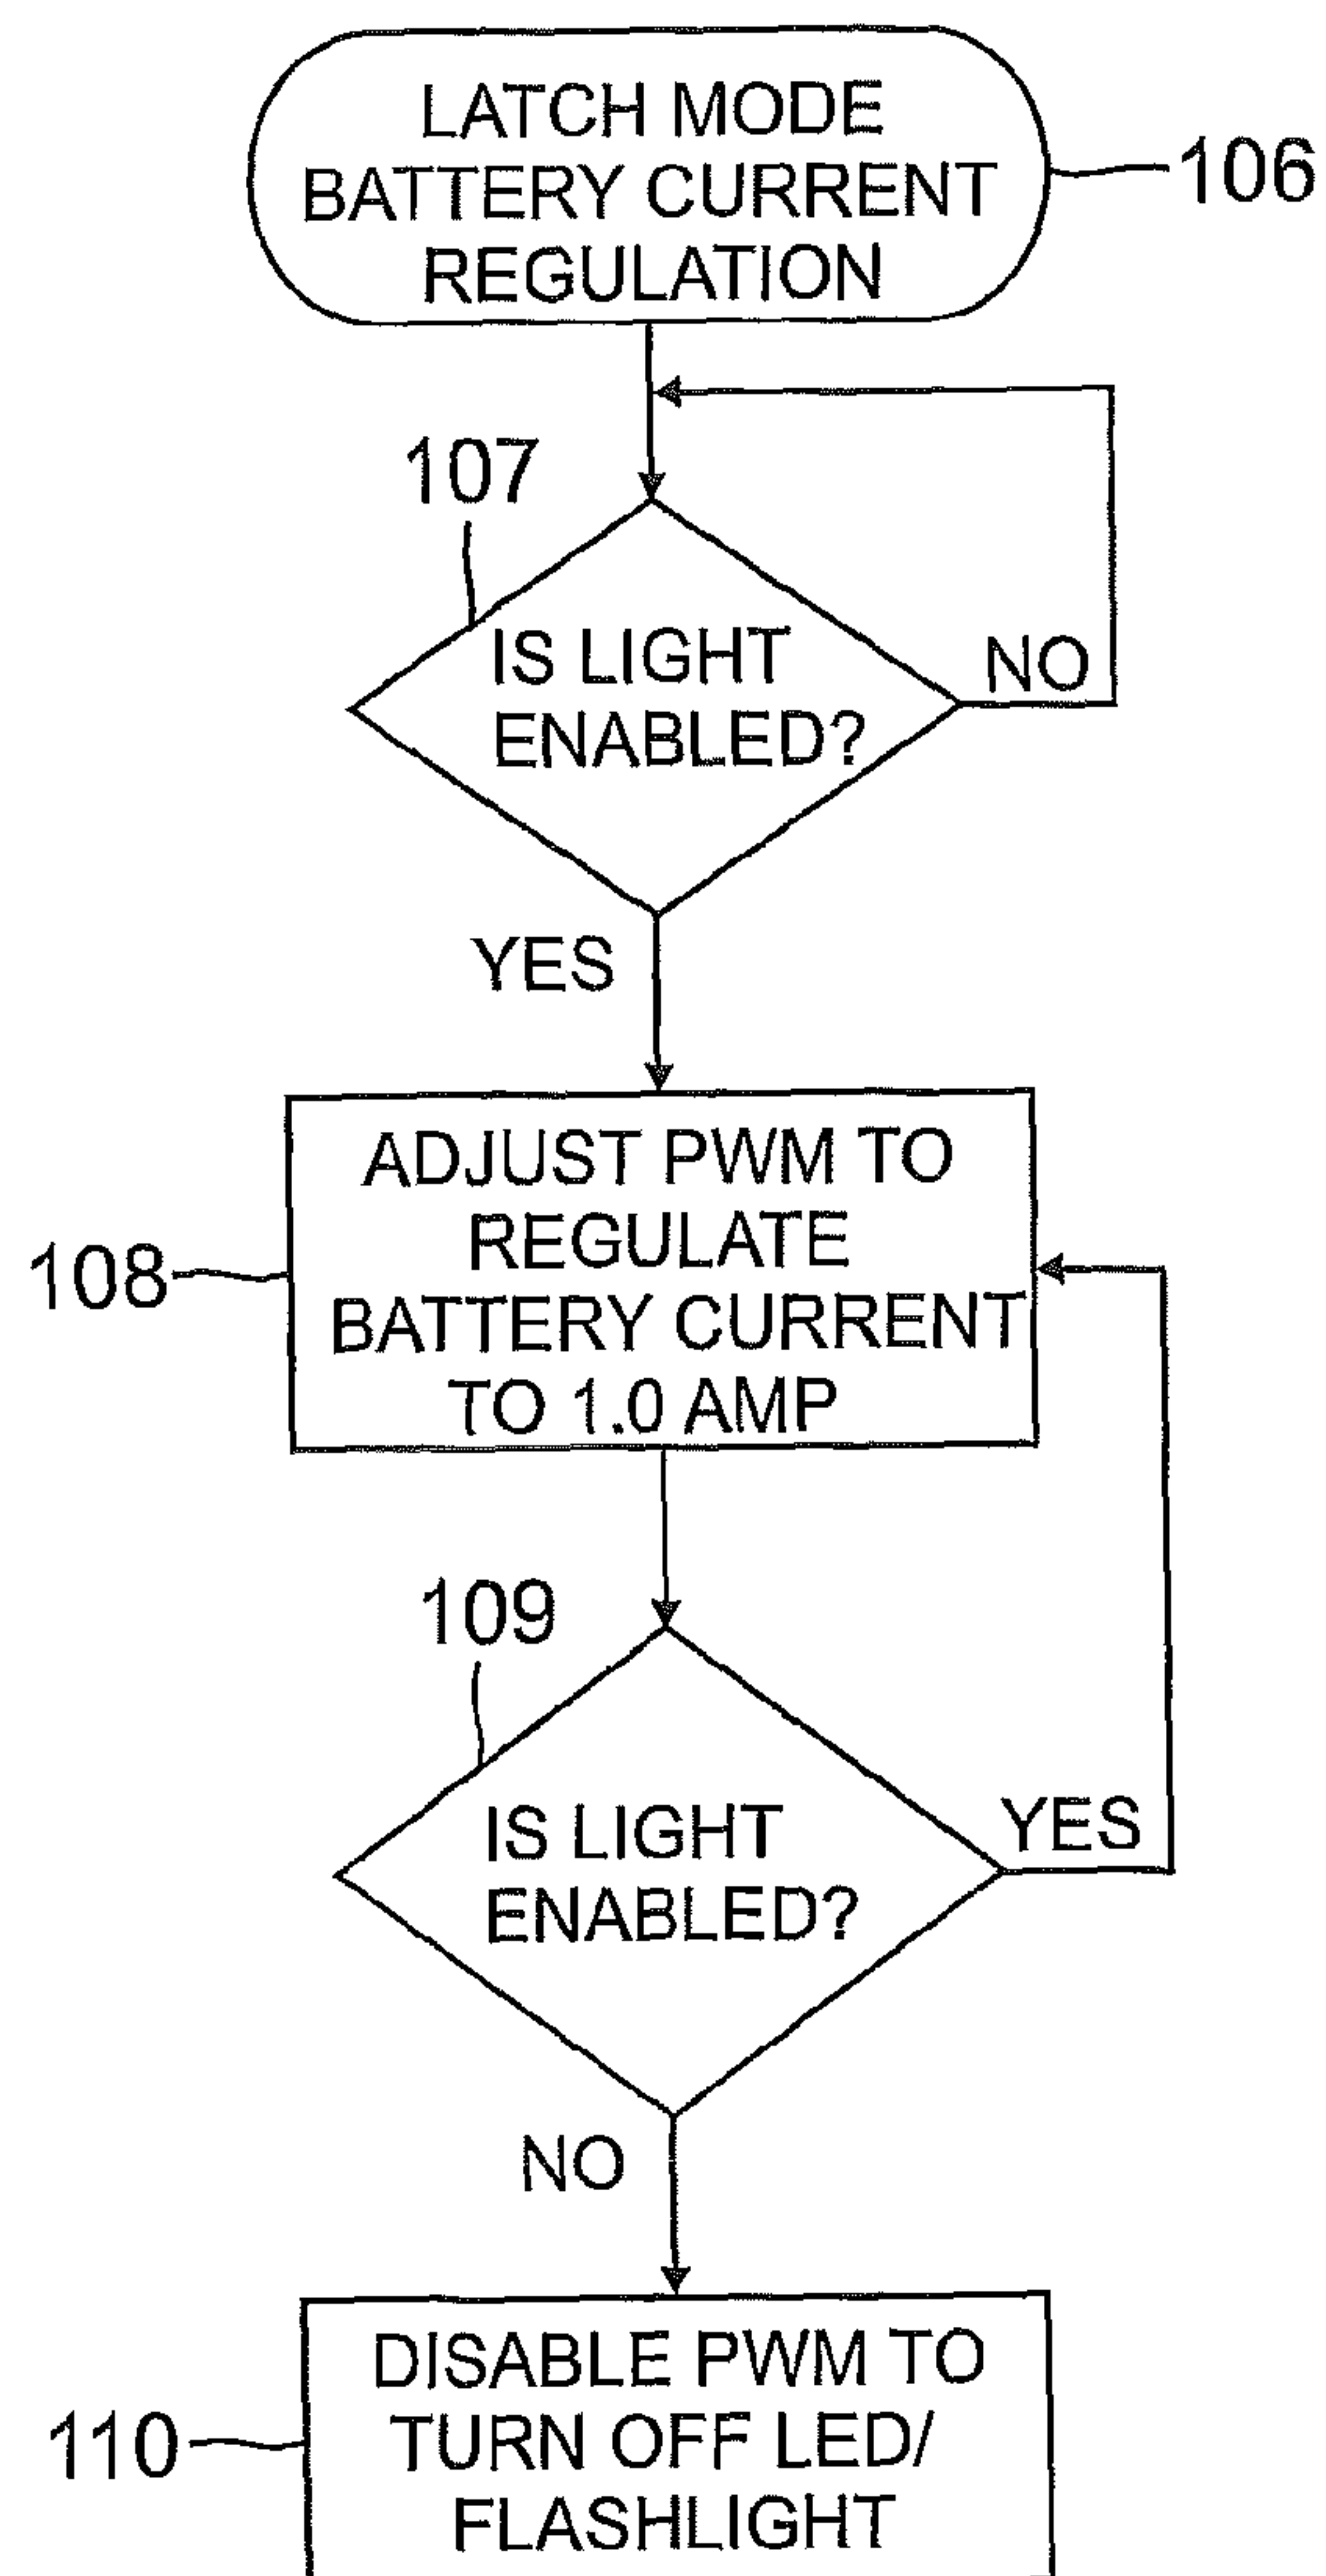 LATCH MODE
BATTERY CURRENT
REGULATION
106
107
IS LIGHT
ENABLED?
NO
YES
ADJUST PWM TO
REGULATE
BATTERY CURRENT
TO 1.0 AMP
108
109
IS LIGHT
ENABLED?
YES
NO
DISABLE PWM TO
TURN OFF LED/
FLASHLIGHT
110